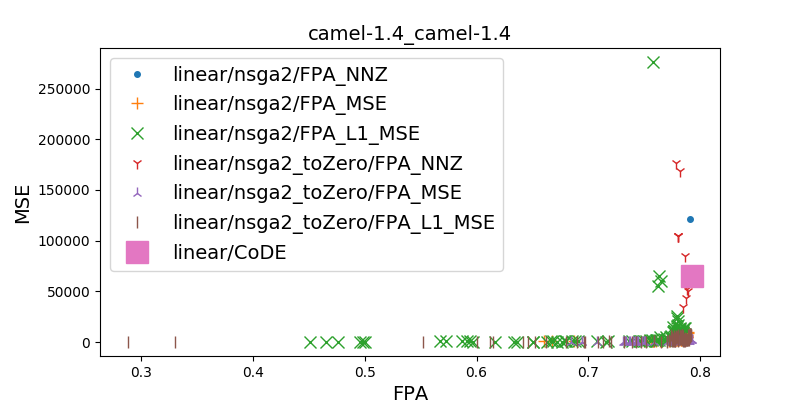 camel-1.4_camel-1.4
linear/nsga2/FPA_NNZ
linear/nsga2/FPA_MSE
linear/nsga2/FPA_L1_MSE
linear/nsga2_toZero/FPA_NNZ
linear/nsga2_toZero/FPA_MSE
linear/nsga2_toZero/FPA_L1_MSE
linear/CoDE
MSE
250000
200000
150000
100000
50000
0
0.3 0.4 0.5 0.6 0.7 0.8
FPA